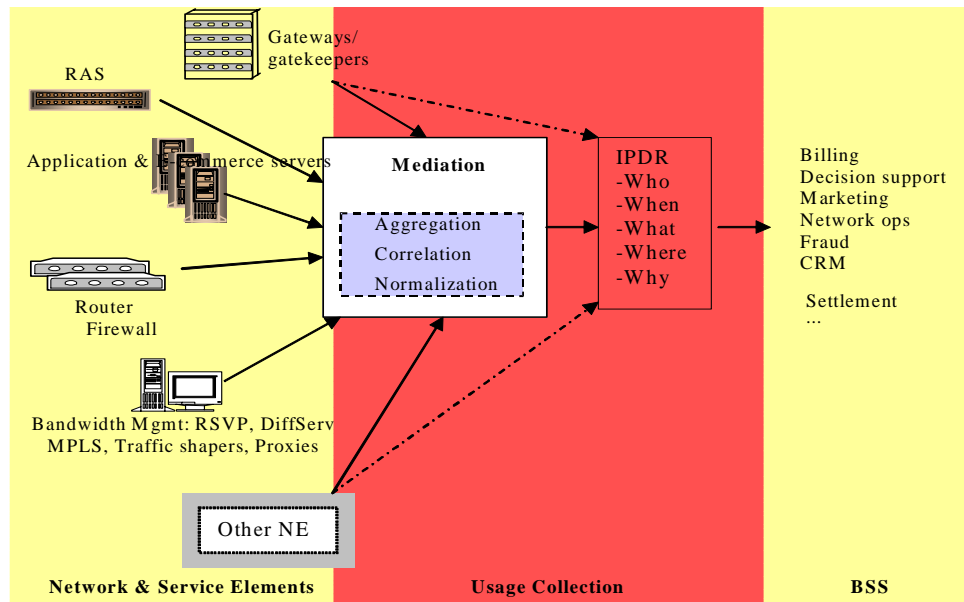 Gateways/
gatekeepers
RAS
Application & E-commerce servers
Router
Firewall
Bandwidth Mgmt: RSVP, DiffServ
MPLS, Traffic shapers, Proxies
Other NE
Mediation
Aggregation
Correlation
Normalization
IPDR
-Who
-When
-What
-Where
-Why
Billing
Decision support
Marketing
Network ops
Fraud
CRM
Settlement
...
Network & Service Elements
Usage Collection
BSS